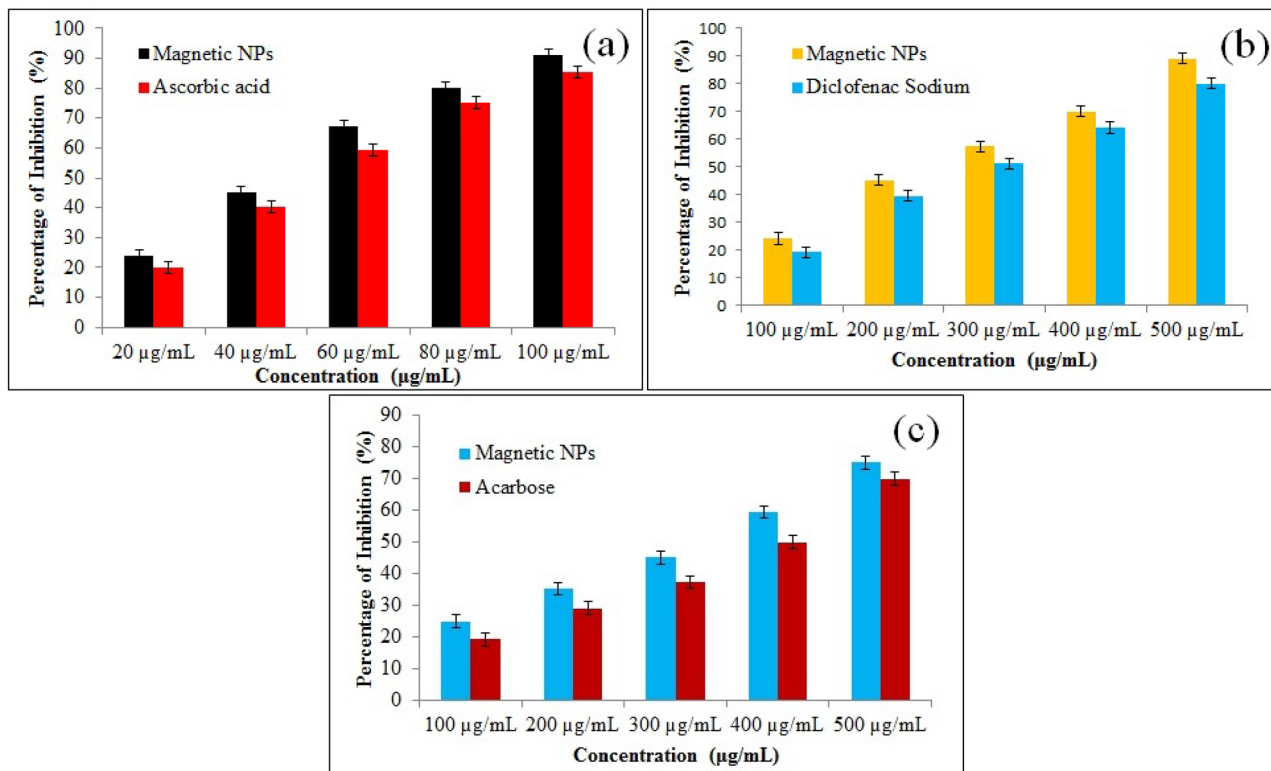 (a)
Magnetic NPs
Ascorbic acid
Percentage of Inhibition (%)
100
90
80
70
60
50
40
30
20
10
0
20 µg/mL 40 µg/mL 60 µg/mL 80 µg/mL 100 µg/mL
Concentration (µg/mL)
(b)
Magnetic NPs
Diclofenac Sodium
Percentage of Inhibition (%)
100
90
80
70
60
50
40
30
20
10
0
100 µg/mL 200 µg/mL 300 µg/mL 400 µg/mL 500 µg/mL
Concentration (µg/mL)
(c)
Magnetic NPs
Acarbose
Percentage of Inhibition (%)
90
80
70
60
50
40
30
20
10
0
100 µg/mL 200 µg/mL 300 µg/mL 400 µg/mL 500 µg/mL
Concentration (µg/mL)